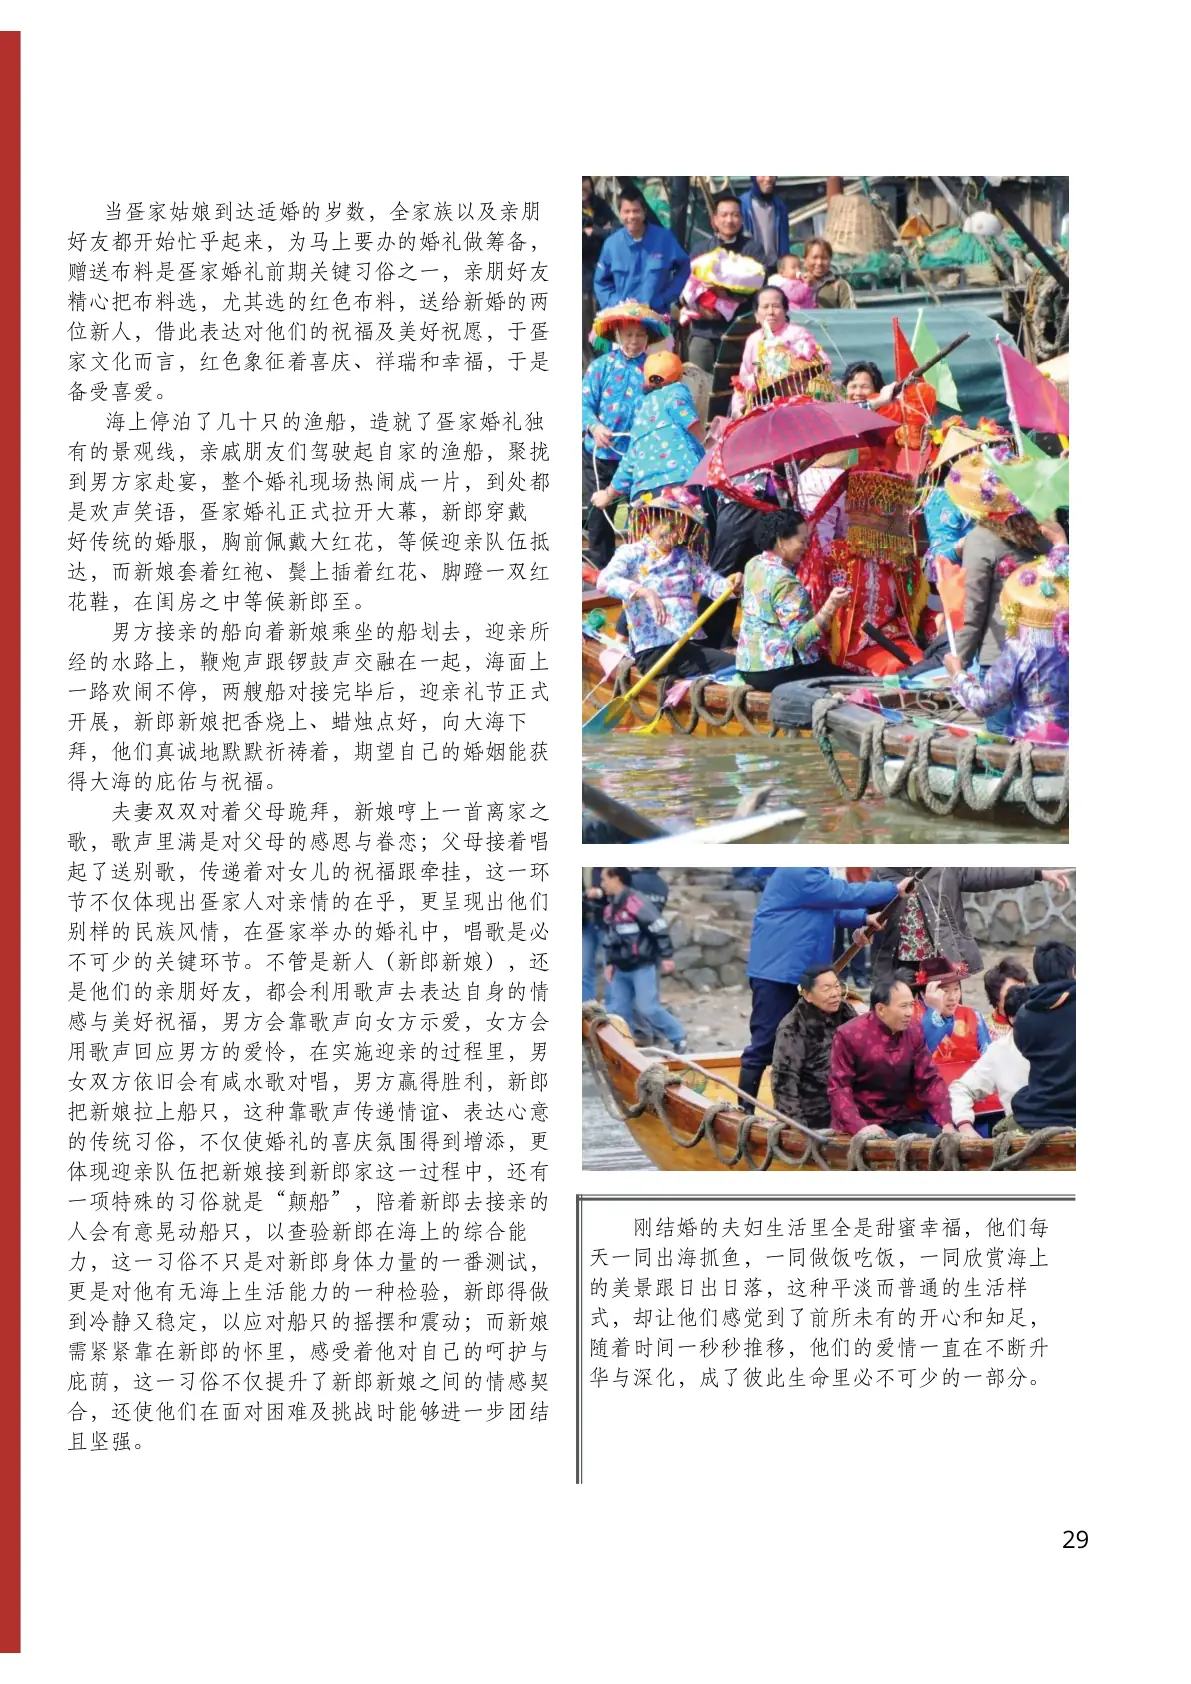 当疍家姑娘到达适婚的岁数，全家族以及亲朋
好友都开始忙乎起来，为马上要办的婚礼做筹备，
赠送布料是疍家婚礼前期关键习俗之一，亲朋好友
精心把布料选，尤其选的红色布料，送给新婚的两
位新人，借此表达对他们的祝福及美好祝愿，于疍
家文化而言，红色象征着喜庆、祥瑞和幸福，于是
备受喜爱。
海上停泊了几十只的渔船，造就了疍家婚礼独
有的景观线，亲戚朋友们驾驶起自家的渔船，聚拢
到男方家赴宴，整个婚礼现场热闹成一片，到处都
是欢声笑语，疍家婚礼正式拉开大幕，新郎穿戴
好传统的婚服，胸前佩戴大红花，等候迎亲队伍抵
达，而新娘套着红袍、鬓上插着红花、脚蹬一双红
花鞋，在闺房之中等候新郎至。
男方接亲的船向着新娘乘坐的船划去，迎亲所
经的水路上，鞭炮声跟锣鼓声交融在一起，海面上
一路欢闹不停，两艘船对接完毕后，迎亲礼节正式
开展，新郎新娘把香烧上、蜡烛点好，向大海下
拜，他们真诚地默默祈祷着，期望自己的婚姻能获
得大海的庇佑与祝福。
夫妻双双对着父母跪拜，新娘哼上一首离家之
歌，歌声里满是对父母的感恩与眷恋；父母接着唱
起了送别歌，传递着对女儿的祝福跟牵挂，这一环
节不仅体现出疍家人对亲情的在乎，更呈现出他们
别样的民族风情，在疍家举办的婚礼中，唱歌是必
不可少的关键环节。不管是新人（新郎新娘），还
是他们的亲朋好友，都会利用歌声去表达自身的情
感与美好祝福，男方会靠歌声向女方示爱，女方会
用歌声回应男方的爱怜，在实施迎亲的过程里，男
女双方依旧会有咸水歌对唱，男方赢得胜利，新郎
把新娘拉上船只，这种靠歌声传递情谊、表达心意
的传统习俗，不仅使婚礼的喜庆氛围得到增添，更
体现迎亲队伍把新娘接到新郎家这一过程中，还有
一项特殊的习俗就是“颠船”，陪着新郎去接亲的
人会有意晃动船只，以查验新郎在海上的综合能
力，这一习俗不只是对新郎身体力量的一番测试，
更是对他有无海上生活能力的一种检验，新郎得做
到冷静又稳定，以应对船只的摇摆和震动；而新娘
需紧紧靠在新郎的怀里，感受着他对自己的呵护与
庇荫，这一习俗不仅提升了新郎新娘之间的情感契
合，还使他们在面对困难及挑战时能够进一步团结
且坚强。
刚结婚的夫妇生活里全是甜蜜幸福，他们每
天一同出海抓鱼，一同做饭吃饭，一同欣赏海上
的美景跟日出日落，这种平淡而普通的生活样
式，却让他们感觉到了前所未有的开心和知足，
随着时间一秒秒推移，他们的爱情一直在不断升
华与深化，成了彼此生命里必不可少的一部分。
29